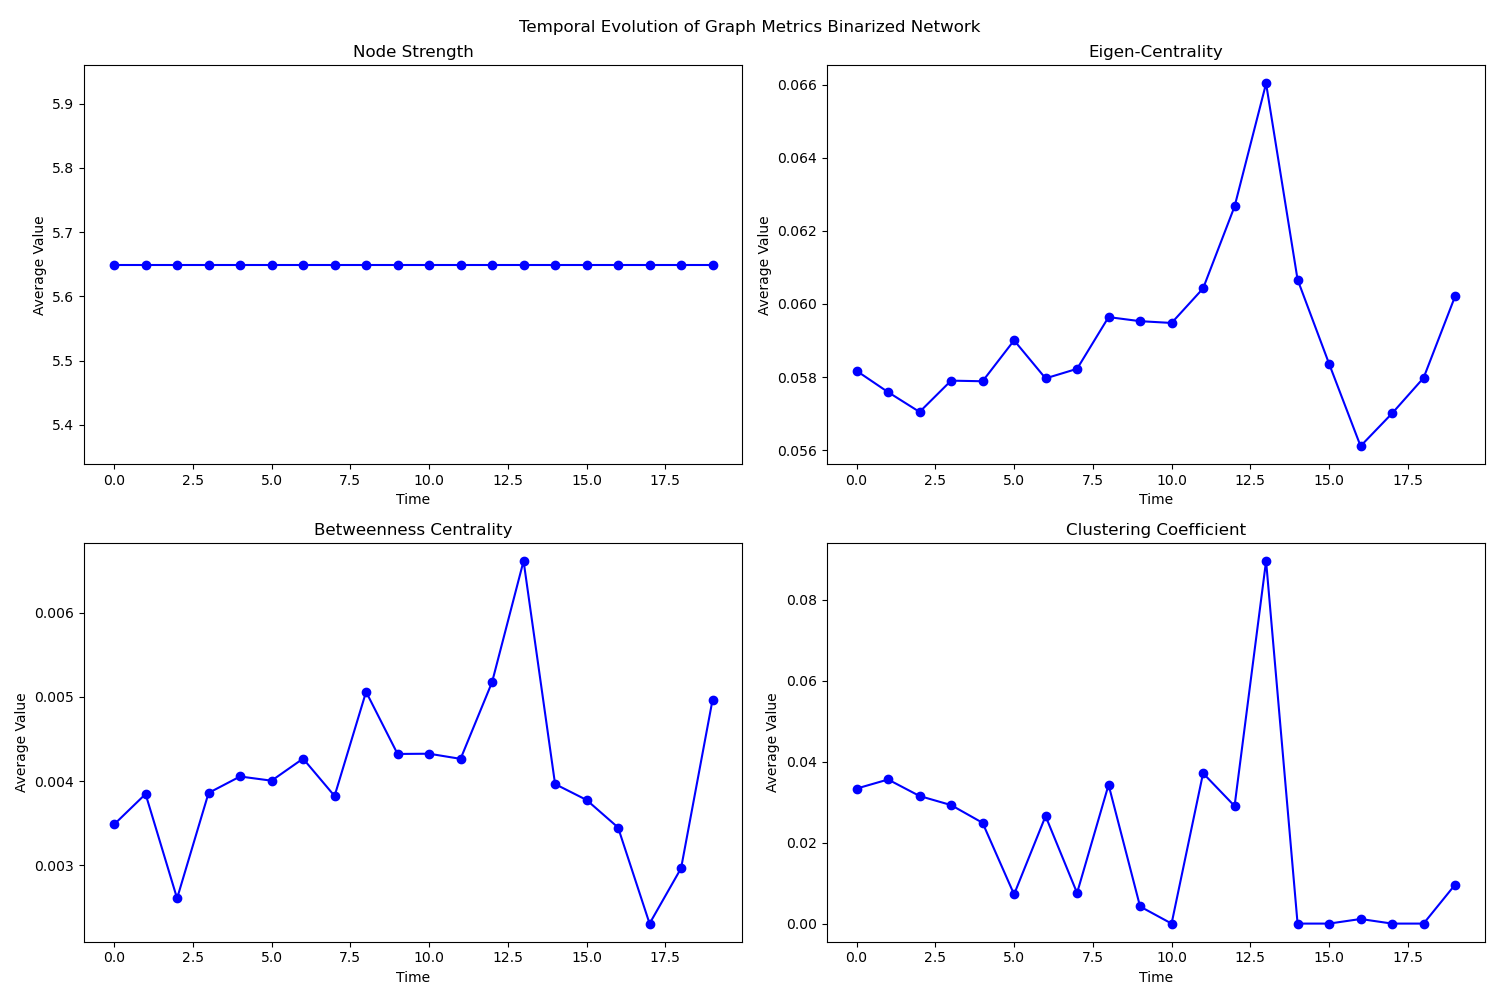 Temporal Evolution of Graph Metrics Binarized Network
Node Strength
5.9
5.8
5.7
5.6
5.5
5.4
Average Value
0.0 2.5 5.0 7.5 10.0 12.5 15.0 17.5
Time
Eigen-Centrality
0.066
0.064
0.062
0.060
0.058
0.056
Average Value
0.0 2.5 5.0 7.5 10.0 12.5 15.0 17.5
Time
Betweenness Centrality
0.006
0.005
0.004
0.003
Average Value
0.0 2.5 5.0 7.5 10.0 12.5 15.0 17.5
Time
Clustering Coefficient
0.08
0.06
0.04
0.02
0.00
Average Value
0.0 2.5 5.0 7.5 10.0 12.5 15.0 17.5
Time